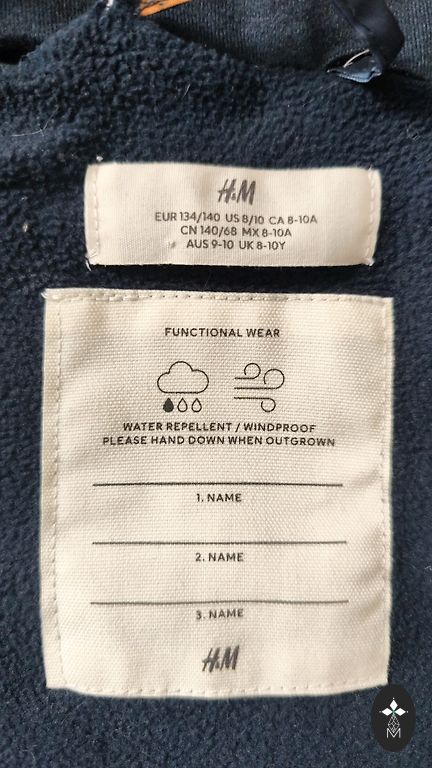 H&M
EUR 134/140 US 8/10 CA 8-10A
CN 140/68 MX 8-10A
AUS 9-10 UK 8-10Y
FUNCTIONAL WEAR
WATER REPELLENT / WINDPROOF
PLEASE HAND DOWN WHEN OUTGROWN
1. NAME
2. NAME
3. NAME
H&M
M